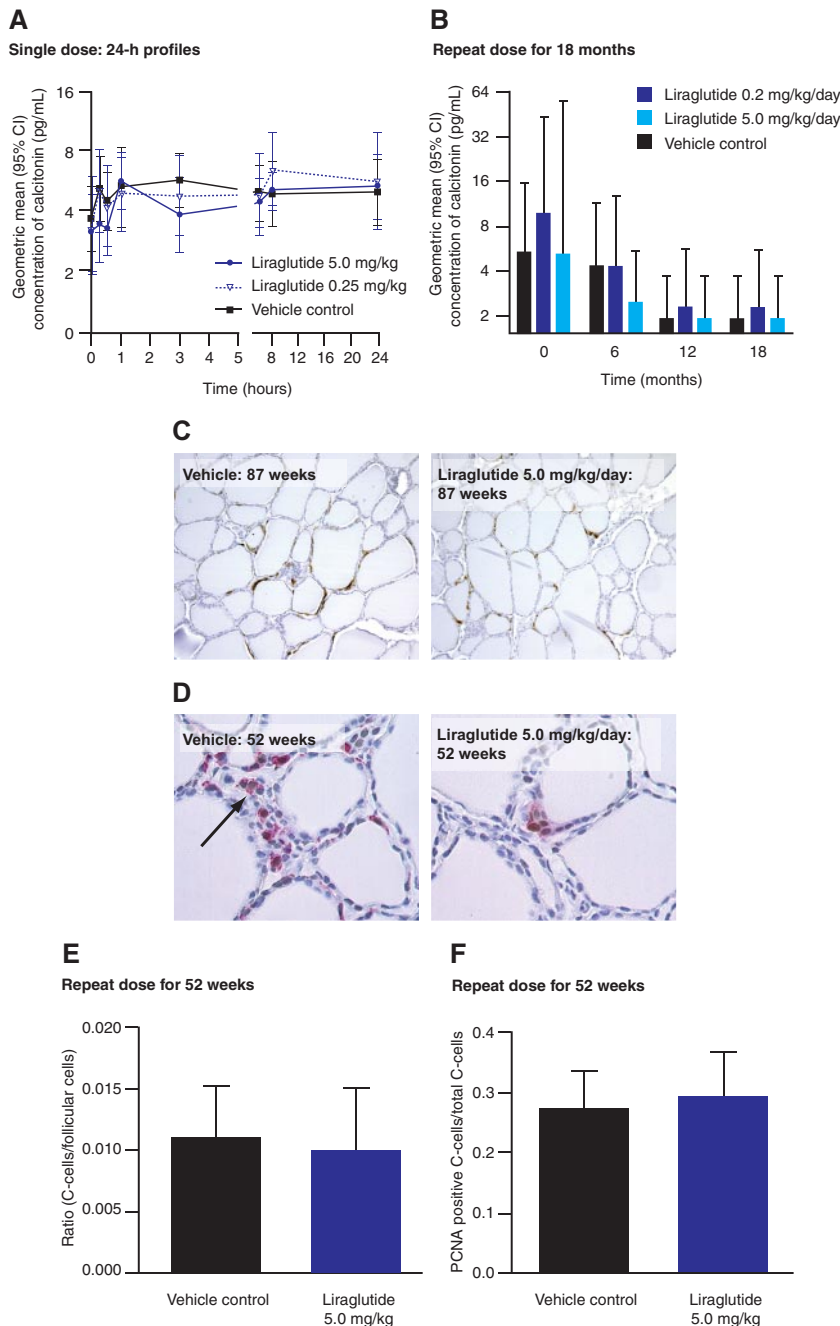 A
Single dose: 24-h profiles
Geometric mean (95% CI)
concentration of calcitonin (pg/mL)
16
8
4
2
0
Liraglutide 5.0 mg/kg
Liraglutide 0.25 mg/kg
Vehicle control
0 1 2 3 4 5 8 12 16 20 24
Time (hours)
B
Repeat dose for 18 months
Geometric mean (95% CI)
concentration of calcitonin (pg/mL)
64
32
16
8
4
2
Liraglutide 0.2 mg/kg/day
Liraglutide 5.0 mg/kg/day
Vehicle control
0 6 12 18
Time (months)
C
Vehicle: 87 weeks
Liraglutide 5.0 mg/kg/day:
87 weeks
D
Vehicle: 52 weeks
Liraglutide 5.0 mg/kg/day:
52 weeks
E
Repeat dose for 52 weeks
Ratio (C-cells/follicular cells)
0.020
0.015
0.010
0.005
0.000
Vehicle control
Liraglutide
5.0 mg/kg
F
Repeat dose for 52 weeks
PCNA positive C-cells/total C-cells
0.4
0.3
0.2
0.1
0.0
Vehicle control
Liraglutide
5.0 mg/kg